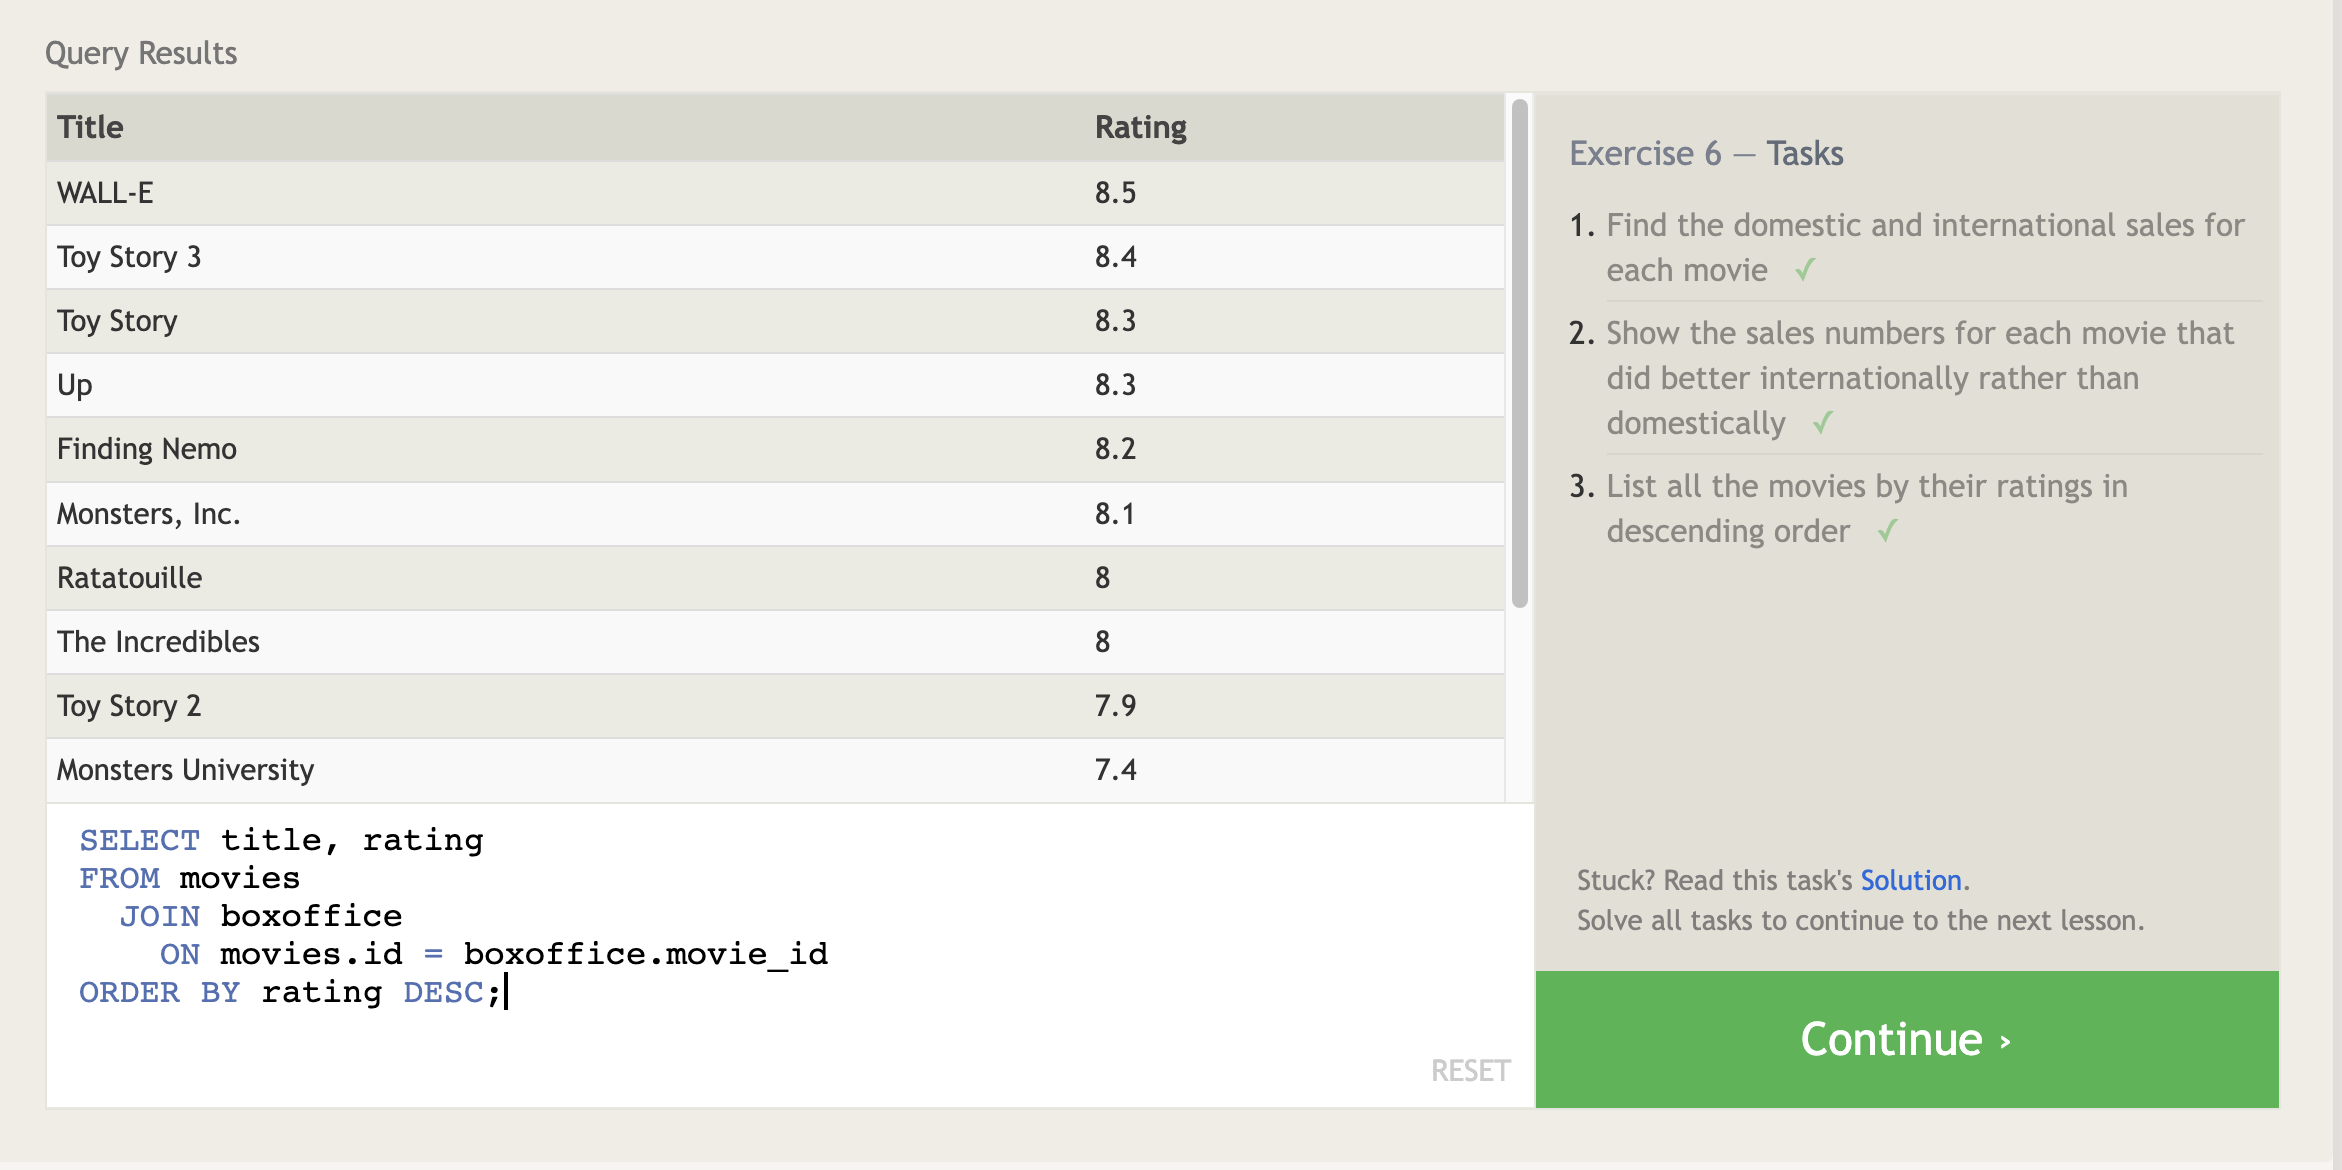 Query Results
Title Rating
WALL-E 8.5
Toy Story 3 8.4
Toy Story 8.3
Up 8.3
Finding Nemo 8.2
Monsters, Inc. 8.1
Ratatouille 8
The Incredibles 8
Toy Story 2 7.9
Monsters University 7.4
SELECT title, rating
FROM movies
  JOIN boxoffice
    ON movies.id = boxoffice.movie_id
ORDER BY rating DESC;
RESET
Exercise 6 — Tasks
1. Find the domestic and international sales for
each movie ✓
2. Show the sales numbers for each movie that
did better internationally rather than
domestically ✓
3. List all the movies by their ratings in
descending order ✓
Stuck? Read this task's Solution.
Solve all tasks to continue to the next lesson.
Continue ›